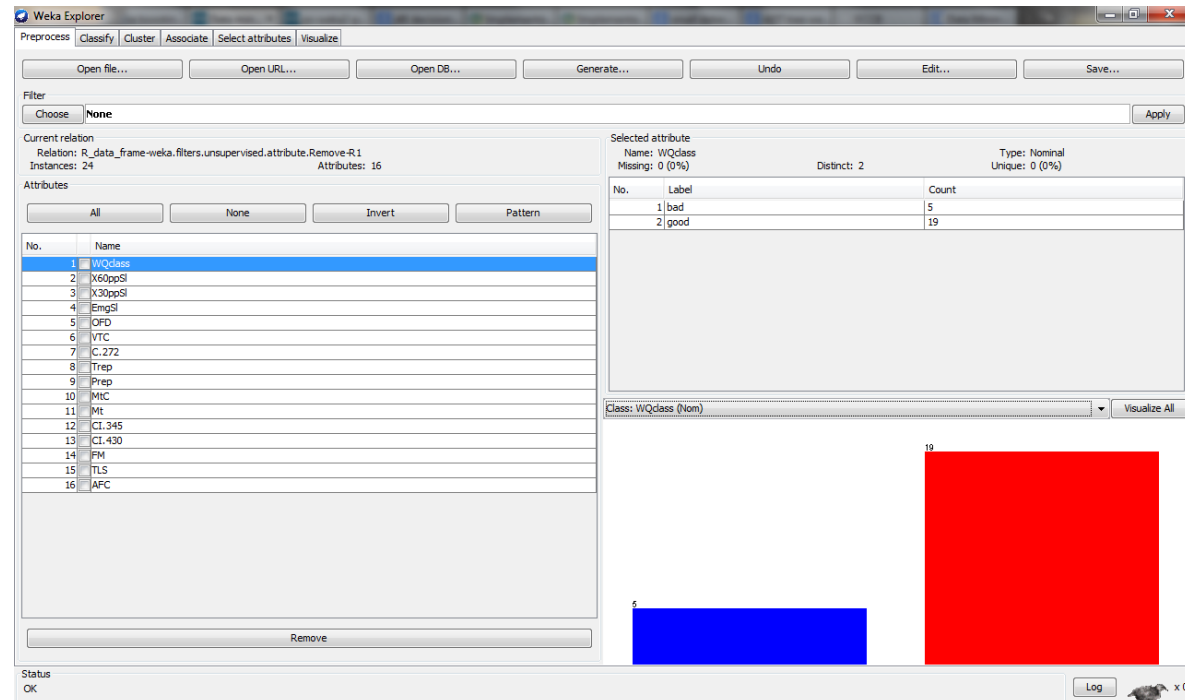 Weka Explorer
Preprocess Classify Cluster Associate Select attributes Visualize
Open file... Open URL... Open DB... Generate... Undo Edit... Save...
Filter
Choose None Apply
Current relation
Relation: R_data_frame-weka.filters.unsupervised.attribute.Remove-R1
Instances: 24 Attributes: 16
Attributes
All None Invert Pattern
No. Name
1 WQclass
2 X60ppSl
3 X30ppSl
4 EmgSl
5 OFD
6 VTC
7 C.272
8 Trep
9 Prep
10 MtC
11 Mt
12 CI.345
13 CI.430
14 FM
15 TLS
16 AFC
Remove
Selected attribute
Name: WQclass Type: Nominal
Missing: 0 (0%) Distinct: 2 Unique: 0 (0%)
No. Label Count
1 bad 5
2 good 19
Class: WQclass (Nom) Visualize All
19
5
Status
OK
Log x 0